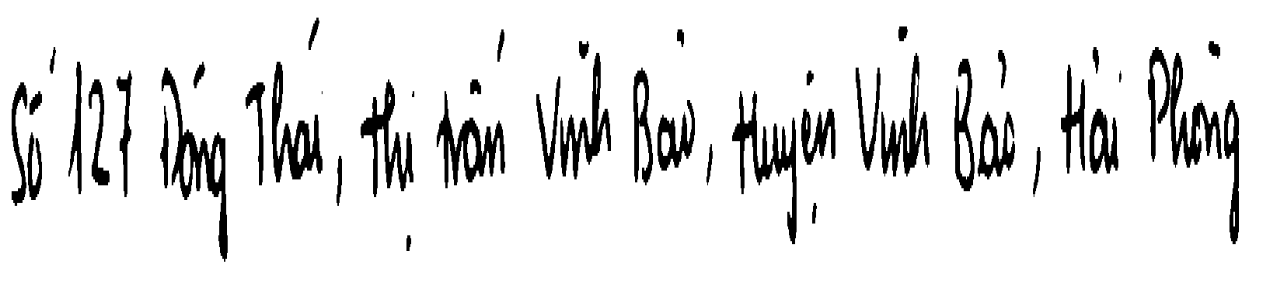 Số 127 Đông Thái, thị trấn Vĩnh Bảo, Huyện Vĩnh Bảo, Hải Phòng